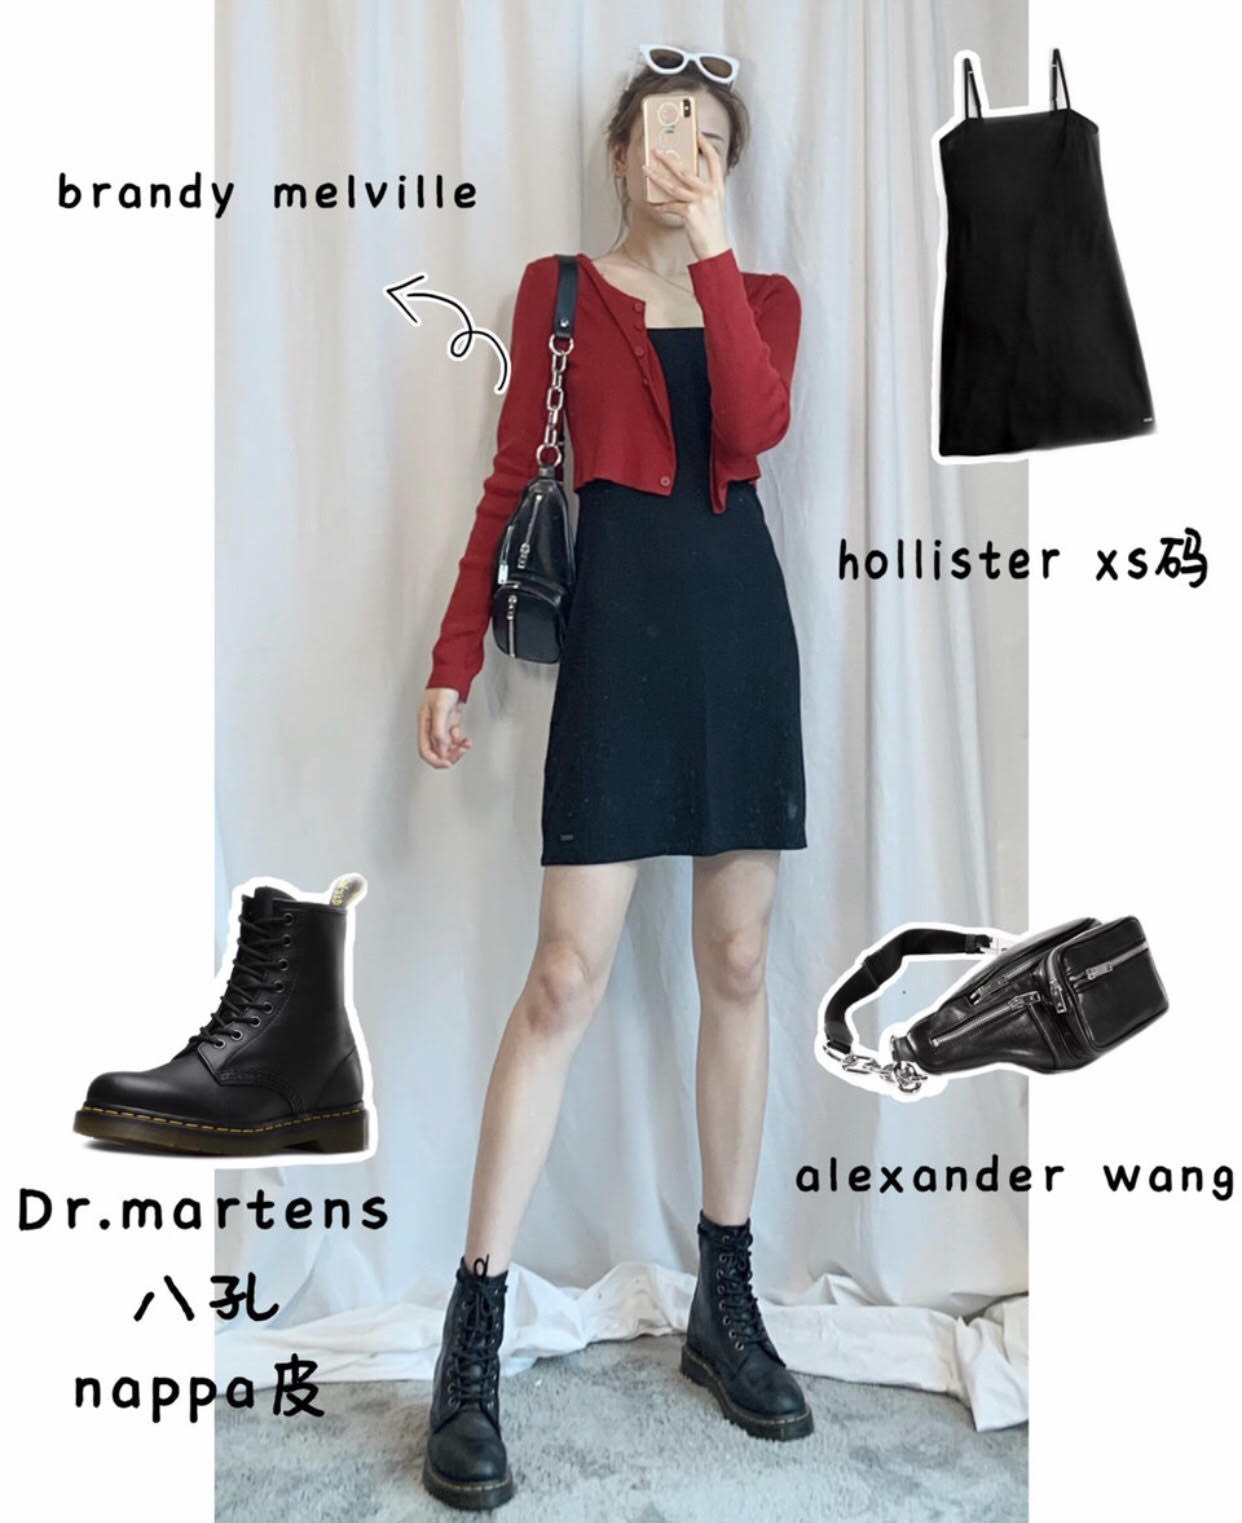 brandy melville
hollister xs码
Dr.martens
八孔
nappa皮
alexander wang